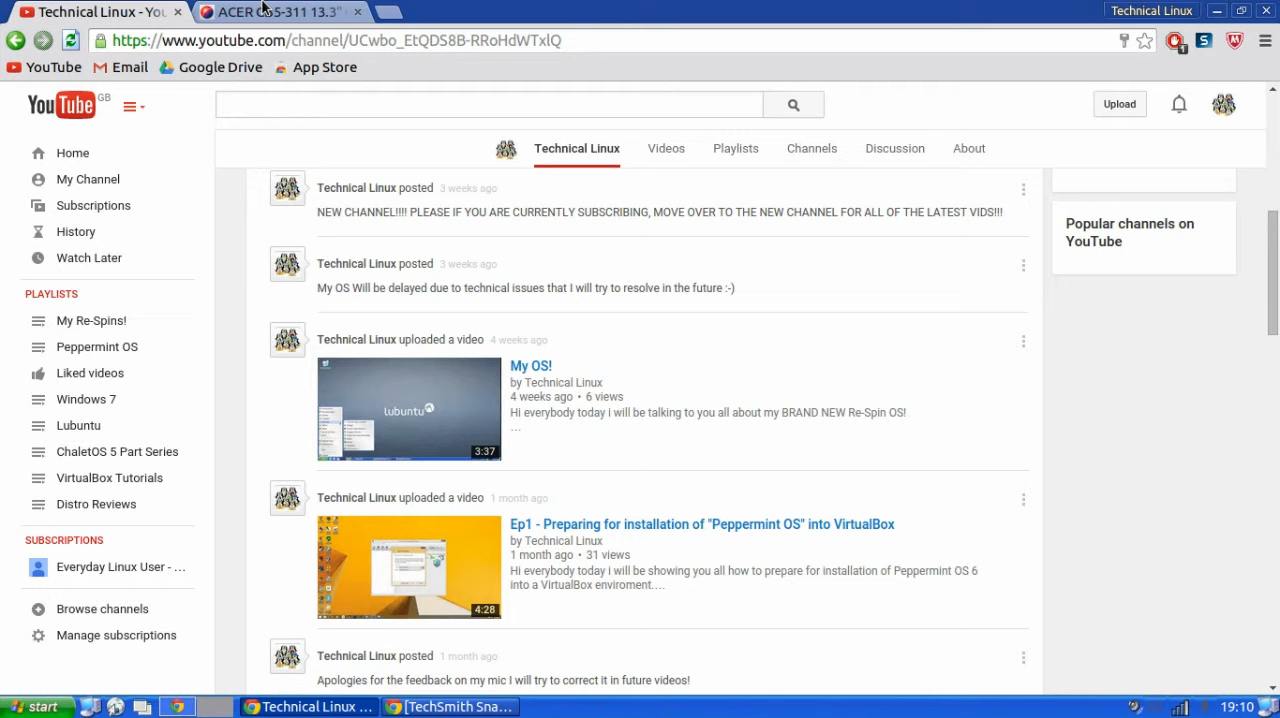 Technical Linux - You
ACER C 5-311 13.3"
Technical Linux
https://www.youtube.com/channel/UCwbo_EtQDS8B-RRoHdWTxlQ
1
YouTube
Email
Google Drive
App Store
YouTube GB
Upload
Technical Linux
Videos
Playlists
Channels
Discussion
About
Home
My Channel
Subscriptions
History
Watch Later
PLAYLISTS
My Re-Spins!
Peppermint OS
Liked videos
Windows 7
Lubuntu
ChaletOS 5 Part Series
VirtualBox Tutorials
Distro Reviews
SUBSCRIPTIONS
Everyday Linux User - ...
Browse channels
Manage subscriptions
Technical Linux posted 3 weeks ago
NEW CHANNEL!!!! PLEASE IF YOU ARE CURRENTLY SUBSCRIBING, MOVE OVER TO THE NEW CHANNEL FOR ALL OF THE LATEST VIDS!!!
Technical Linux posted 3 weeks ago
My OS Will be delayed due to technical issues that I will try to resolve in the future :-)
Technical Linux uploaded a video 4 weeks ago
lubuntu
3:37
My OS!
by Technical Linux
4 weeks ago • 6 views
Hi everybody today i will be talking to you all about my BRAND NEW Re-Spin OS!
...
Technical Linux uploaded a video 1 month ago
4:28
Ep1 - Preparing for installation of "Peppermint OS" into VirtualBox
by Technical Linux
1 month ago • 31 views
Hi everybody today i will be showing you all how to prepare for installation of Peppermint OS 6
into a VirtualBox enviroment....
Technical Linux posted 1 month ago
Apologies for the feedback on my mic I will try to correct it in future videos!
Popular channels on
YouTube
start
Technical Linux ...
[TechSmith Sna...
19:10